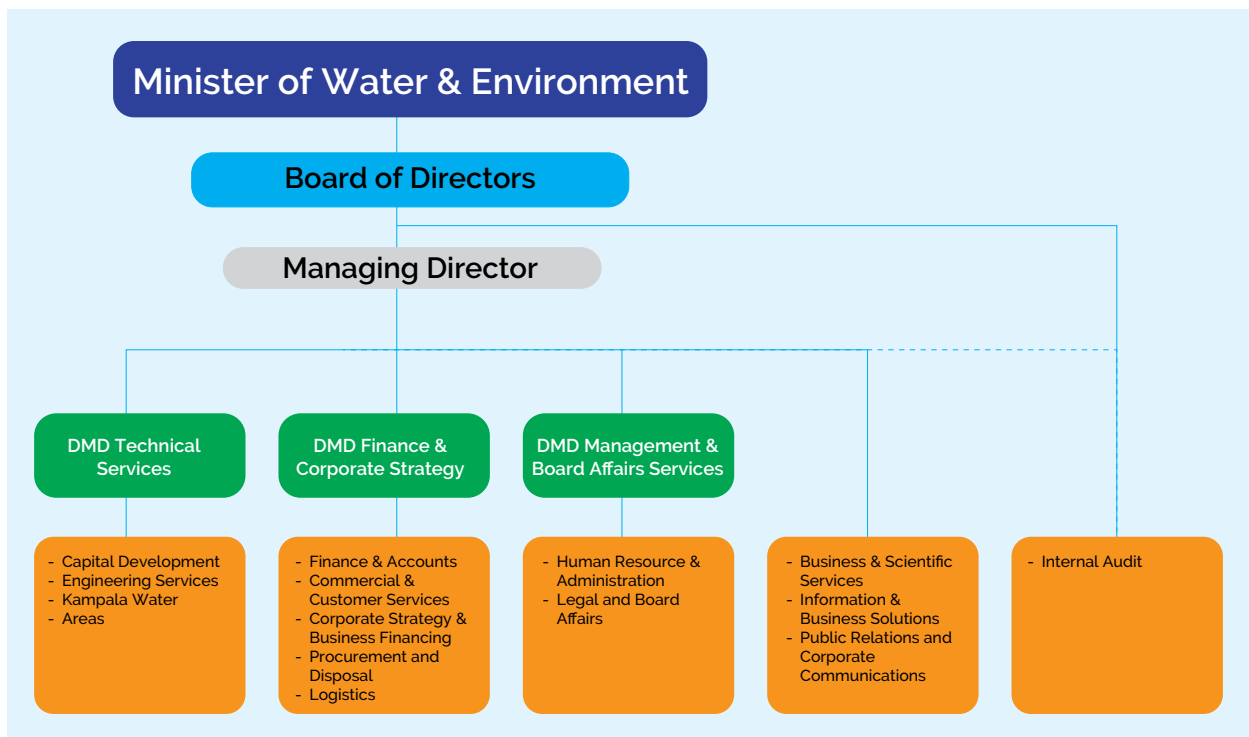 Minister of Water & Environment
Board of Directors
Managing Director
DMD Technical
Services
DMD Finance &
Corporate Strategy
DMD Management &
Board Affairs Services
- Capital Development
- Engineering Services
- Kampala Water
- Areas
- Finance & Accounts
- Commercial &
Customer Services
- Corporate Strategy &
Business Financing
- Procurement and
Disposal
- Logistics
- Human Resource &
Administration
- Legal and Board
Affairs
- Business & Scientific
Services
- Information &
Business Solutions
- Public Relations and
Corporate
Communications
- Internal Audit